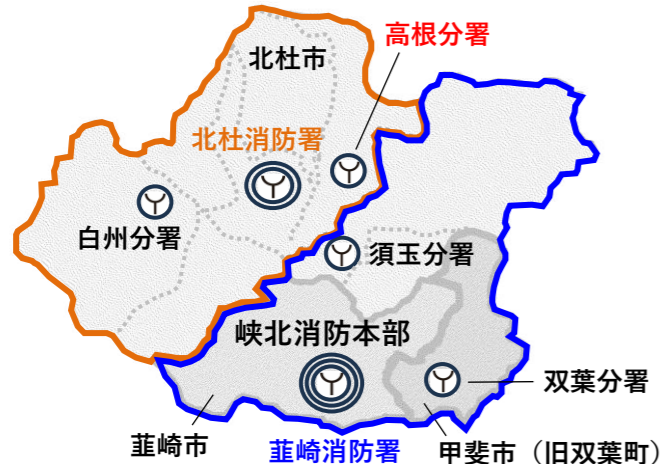 高根分署
北杜市
北杜消防署
白州分署
須玉分署
峡北消防本部
双葉分署
韮崎市
韮崎消防署
甲斐市（旧双葉町）